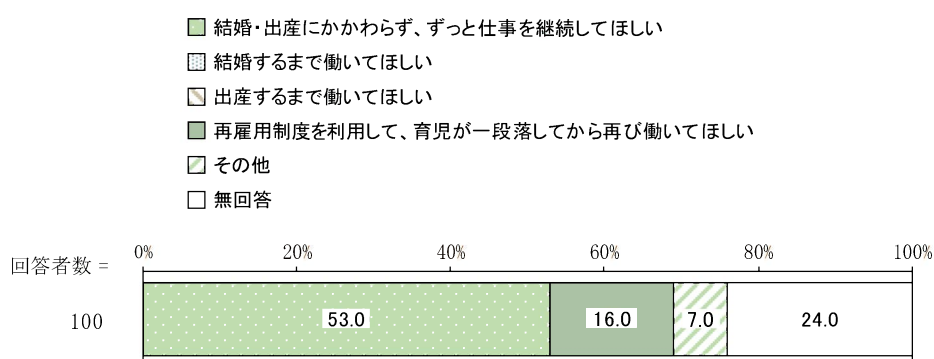 結婚・出産にかかわらず、ずっと仕事を継続してほしい
結婚するまで働いてほしい
出産するまで働いてほしい
再雇用制度を利用して、育児が一段落してから再び働いてほしい
その他
無回答
回答者数 =
0% 20% 40% 60% 80% 100%
100 53.0 16.0 7.0 24.0